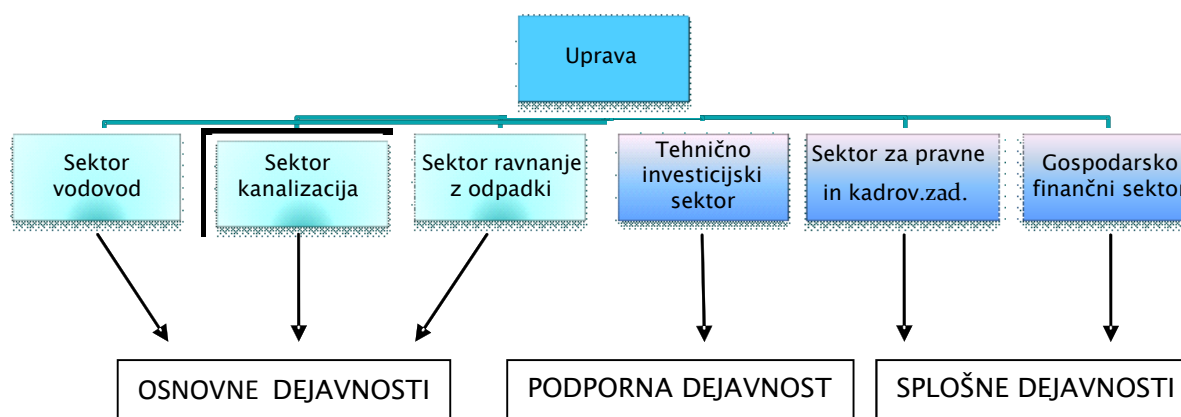 Uprava
Sektor
vodovod
Sektor
kanalizacija
Sektor ravnanje
z odpadki
Tehnično
investicijski
sektor
Sektor za pravne
in kadrov.zad.
Gospodarsko
finančni sektor
OSNOVNE DEJAVNOSTI
PODPORNA DEJAVNOST
SPLOŠNE DEJAVNOSTI